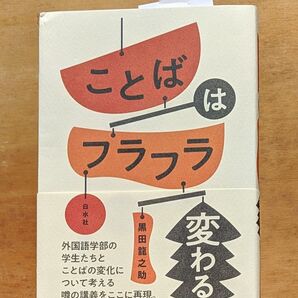 ことば
は
フラフラ
変わる
白水社
黒田龍之助
外国語学部の
学生たちと
ことばの変化に
ついて考える
噂の講義をここに再現。